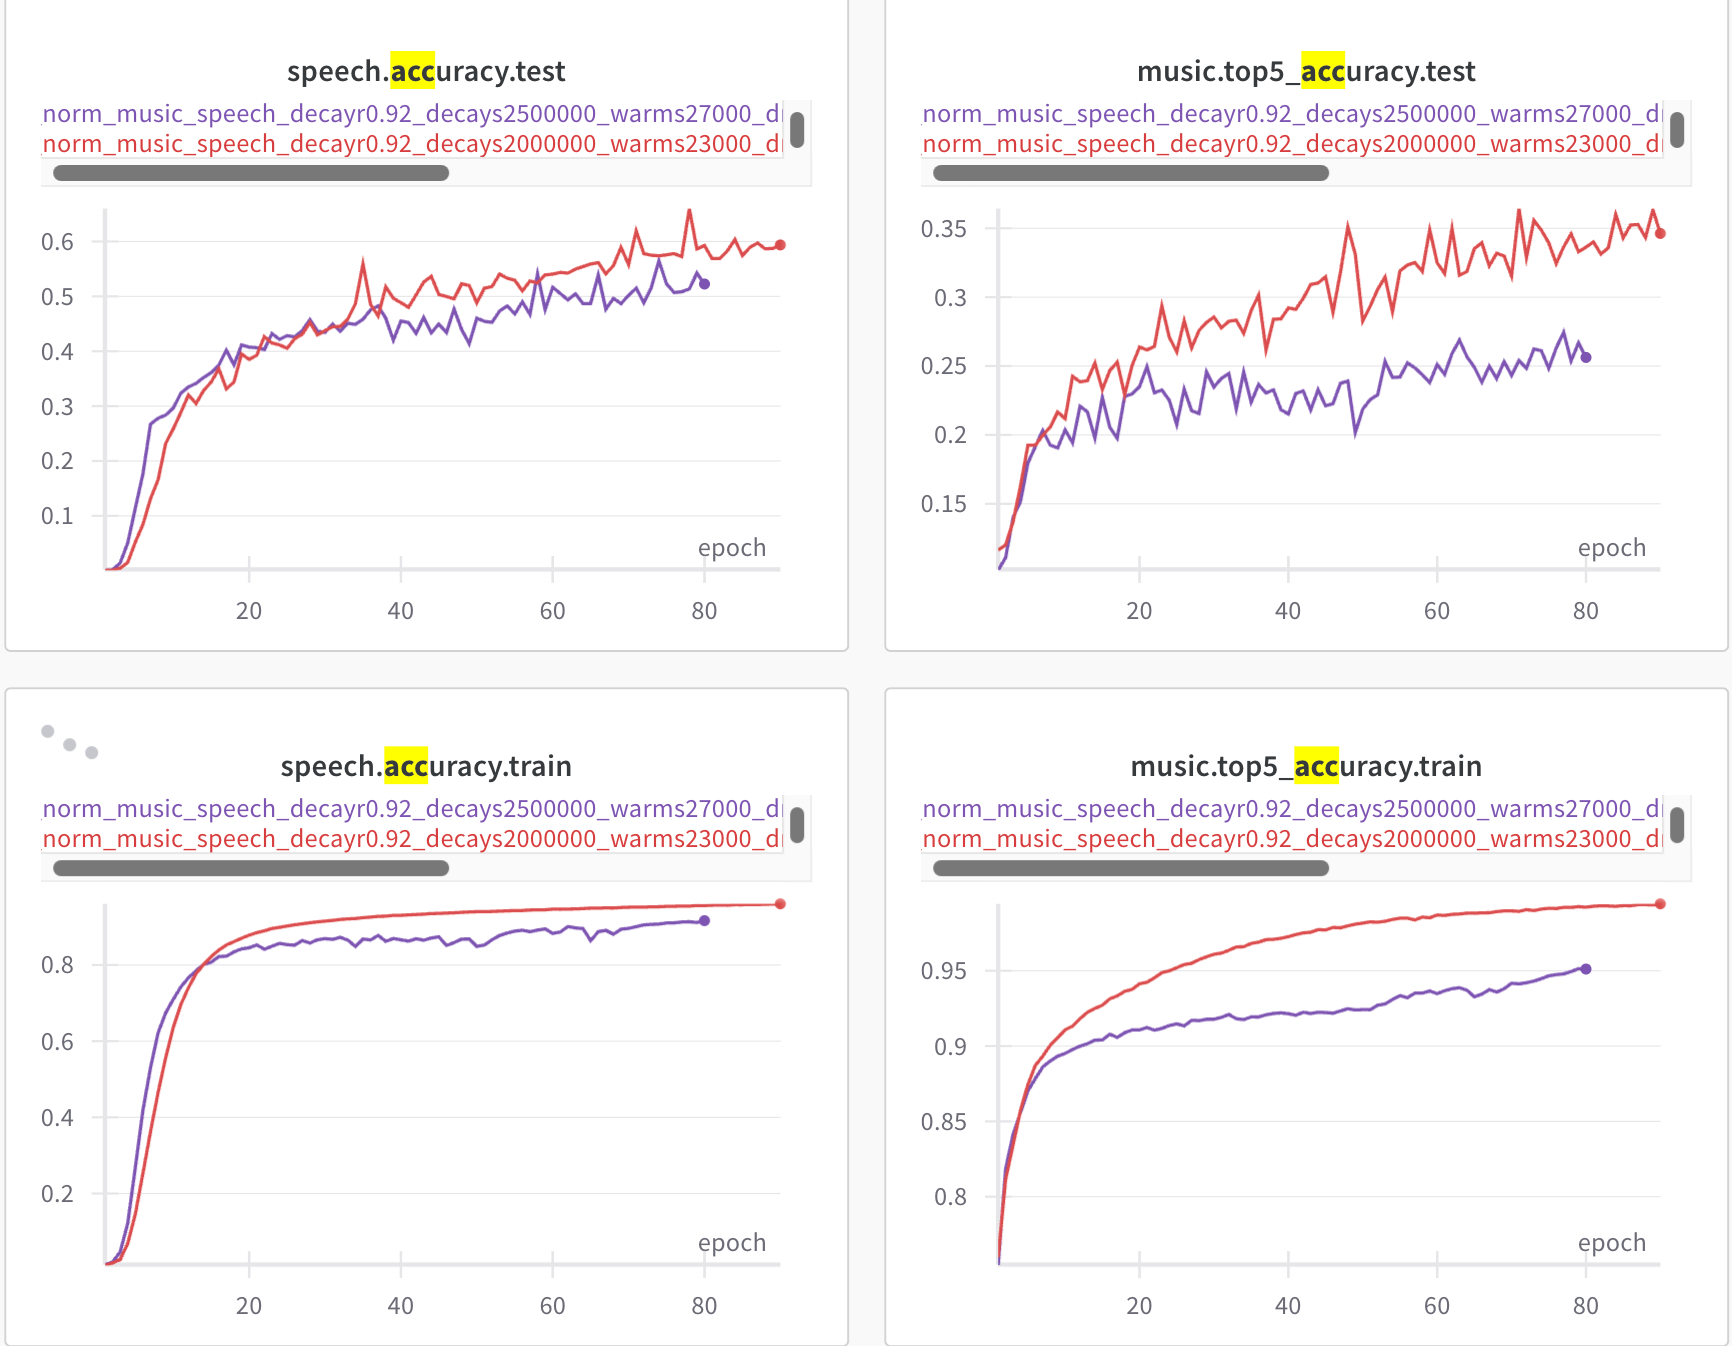 speech.accuracy.test
norm_music_speech_decayr0.92_decays2500000_warms27000_d
norm_music_speech_decayr0.92_decays2000000_warms23000_d
0.6
0.5
0.4
0.3
0.2
0.1
epoch
20 40 60 80
music.top5_accuracy.test
norm_music_speech_decayr0.92_decays2500000_warms27000_d
norm_music_speech_decayr0.92_decays2000000_warms23000_d
0.35
0.3
0.25
0.2
0.15
epoch
20 40 60 80
speech.accuracy.train
norm_music_speech_decayr0.92_decays2500000_warms27000_d
norm_music_speech_decayr0.92_decays2000000_warms23000_d
0.8
0.6
0.4
0.2
epoch
20 40 60 80
music.top5_accuracy.train
norm_music_speech_decayr0.92_decays2500000_warms27000_d
norm_music_speech_decayr0.92_decays2000000_warms23000_d
0.95
0.9
0.85
0.8
epoch
20 40 60 80